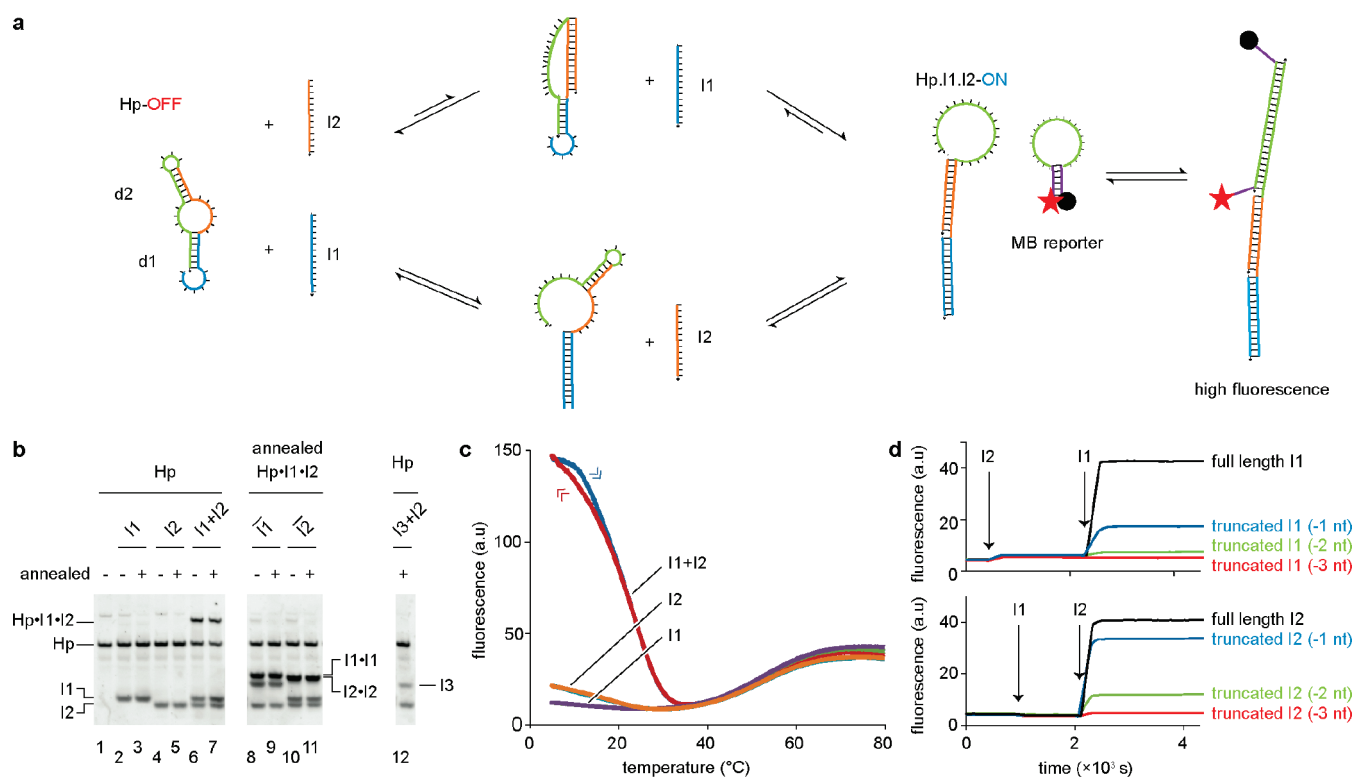 a
Hp-OFF
+
I2
d2
d1
+
I1
+
I1
+
I2
Hp.I1.I2-ON
MB reporter
high fluorescence
b
Hp
annealed
Hp•I1•I2
Hp
I1
I2
I1+I2
I̅1
I̅2
I3+I2
annealed
- - + - + - +
- + - +
+
Hp•I1•I2
Hp
I1
I2
I1•I1
I2•I2
I3
1 2 3 4 5 6 7
8 9 10 11
12
c
fluorescence (a.u)
150
100
50
0
0 20 40 60 80
temperature (°C)
I1+I2
I2
I1
d
fluorescence (a.u)
40
20
0
I2
I1
full length I1
truncated I1 (-1 nt)
truncated I1 (-2 nt)
truncated I1 (-3 nt)
fluorescence (a.u)
40
20
0
I1
I2
full length I2
truncated I2 (-1 nt)
truncated I2 (-2 nt)
truncated I2 (-3 nt)
0 2 4
time (×10³ s)